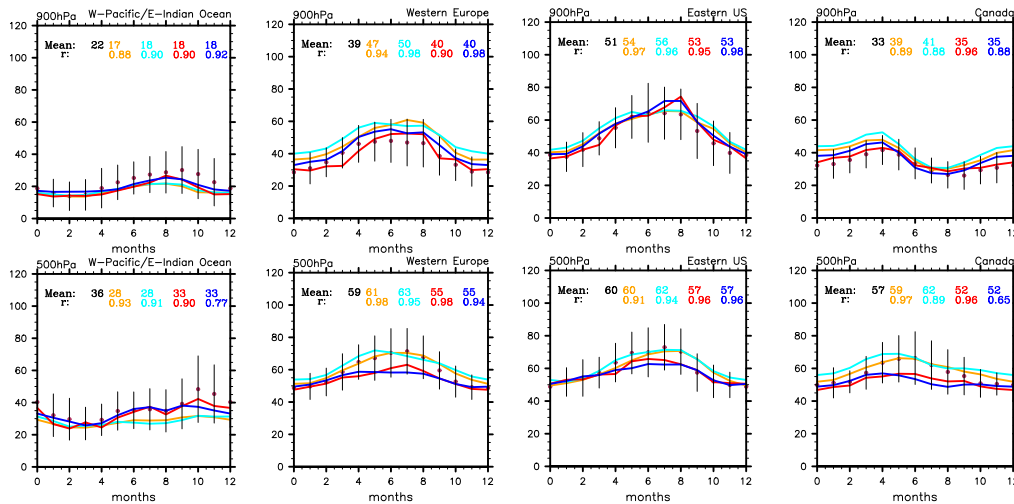 900hPa W-Pacific/E-Indian Ocean
Mean: 22 17 18 18 18
r: 0.88 0.90 0.90 0.92
120
100
80
60
40
20
0
0 2 4 6 8 10 12
months
900hPa Western Europe
Mean: 39 47 50 40 40
r: 0.94 0.98 0.90 0.98
120
100
80
60
40
20
0
0 2 4 6 8 10 12
months
900hPa Eastern US
Mean: 51 54 56 53 53
r: 0.97 0.96 0.95 0.98
120
100
80
60
40
20
0
0 2 4 6 8 10 12
months
900hPa Canada
Mean: 33 39 41 35 35
r: 0.89 0.88 0.96 0.88
120
100
80
60
40
20
0
0 2 4 6 8 10 12
months
500hPa W-Pacific/E-Indian Ocean
Mean: 36 28 28 33 33
r: 0.93 0.91 0.90 0.77
120
100
80
60
40
20
0
0 2 4 6 8 10 12
months
500hPa Western Europe
Mean: 59 61 63 55 55
r: 0.98 0.95 0.98 0.94
120
100
80
60
40
20
0
0 2 4 6 8 10 12
months
500hPa Eastern US
Mean: 60 60 62 57 57
r: 0.91 0.94 0.96 0.96
120
100
80
60
40
20
0
0 2 4 6 8 10 12
months
500hPa Canada
Mean: 57 59 62 52 52
r: 0.97 0.89 0.96 0.65
120
100
80
60
40
20
0
0 2 4 6 8 10 12
months